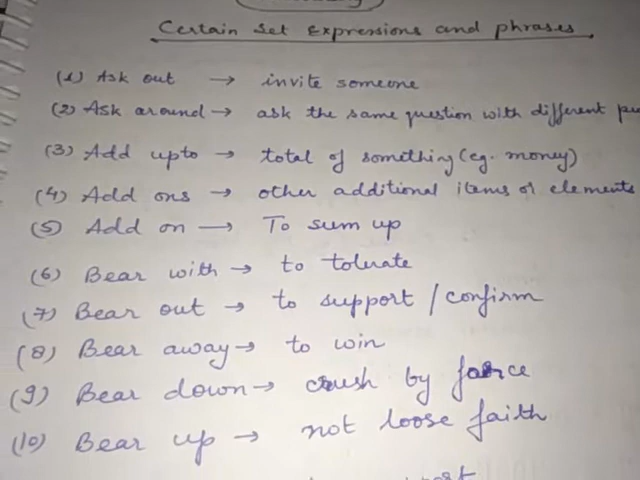 Certain Set Expressions and phrases
(1) Ask out → invite someone
(2) Ask around → ask the same question with different
(3) Add upto → total of something (eg. money)
(4) Add ons → other additional items or elements
(5) Add on → To sum up
(6) Bear with → to tolerate
(7) Bear out → to support / confirm
(8) Bear away → to win
(9) Bear down → crush by force
(10) Bear up → not loose faith